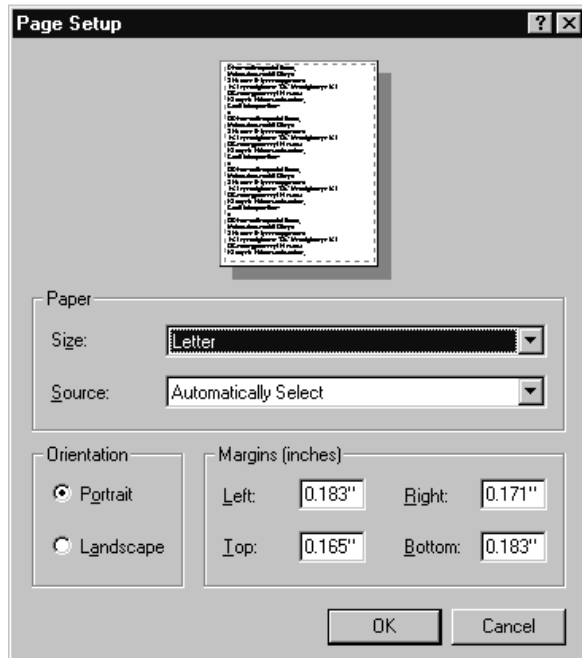 Page Setup
Paper
Size: Letter
Source: Automatically Select
Orientation
Portrait
Landscape
Margins (inches)
Left: 0.183" Right: 0.171"
Top: 0.165" Bottom: 0.183"
OK Cancel